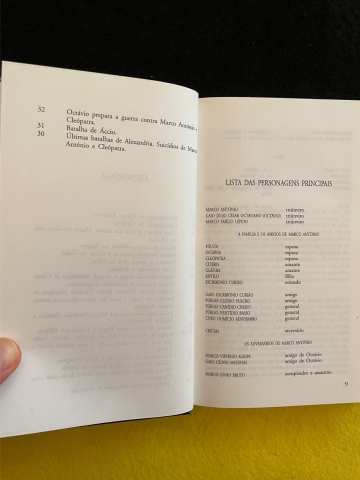 32 Octávio prepara a guerra contra Marco António e
Cleópatra.
31 Batalha de Áccio.
30 Últimas batalhas de Alexandria. Suicídios de Marco
António e Cleópatra.
LISTA DAS PERSONAGENS PRINCIPAIS
MARCO ANTÓNIO triúnviro
GAIO JÚLIO CÉSAR OCTAVIANO (OCTÁVIO) triúnviro
MARCO EMÍLIO LÉPIDO triúnviro
A FAMÍLIA E OS AMIGOS DE MARCO ANTÓNIO
FÚLVIA esposa
OCTÁVIA esposa
CLEÓPATRA esposa
CITÉRIS amante
GLÁFIRA amante
ANTILO filho
ESCRIBÓNIO CURIÃO enteado
GAIO ESCRIBÓNIO CURIÃO amigo
PÚBLIO CLÓDIO PULCRO amigo
PÚBLIO CANÍDIO CRASSO general
PÚBLIO VENTÍDIO BASSO general
CNEU DOMÍCIO AENOBARBO general
secretário
OS ADVERSÁRIOS DE MARCO ANTÓNIO
MARCO VIPSÂNIO AGRIPA amigo de Octávio
GAIO CÍLNIO MECENAS amigo de Octávio
MARCO JÚNIO BRUTO conspirador e assassino
9